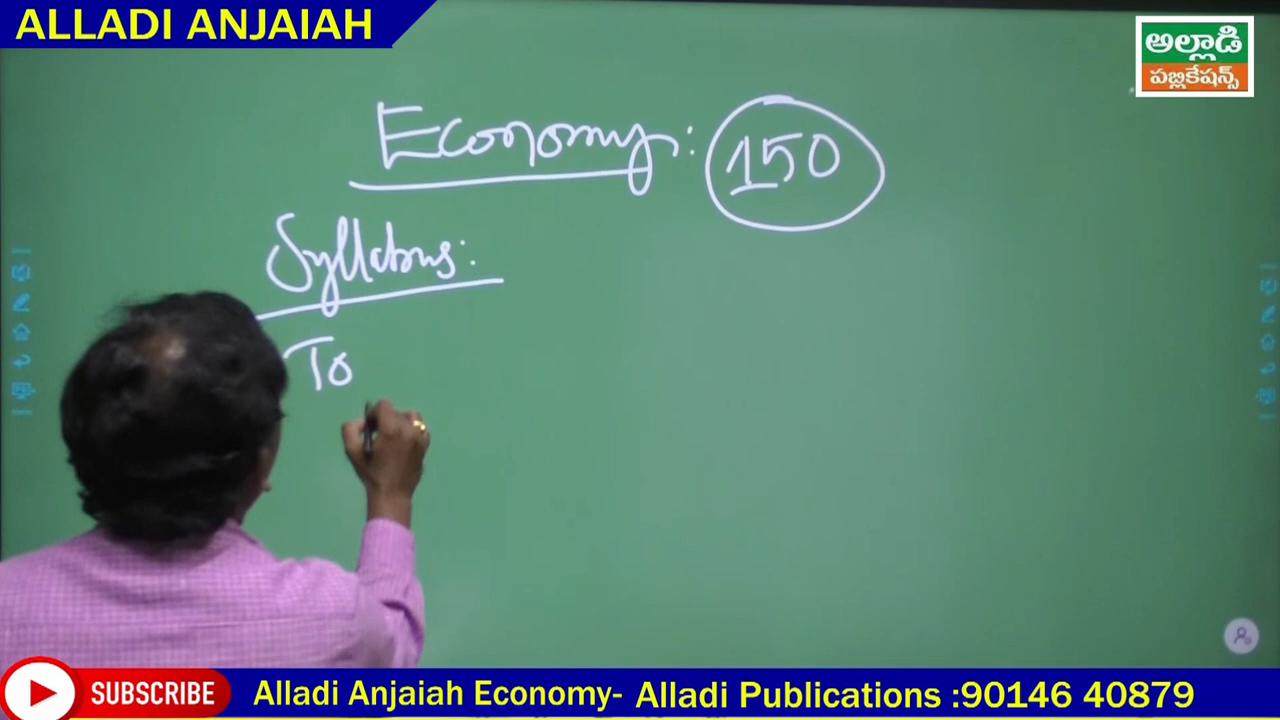 ALLADI ANJAIAH
అల్లాడి
పబ్లికేషన్స్
Economy: 150
Syllabus:
To
SUBSCRIBE Alladi Anjaiah Economy- Alladi Publications :90146 40879